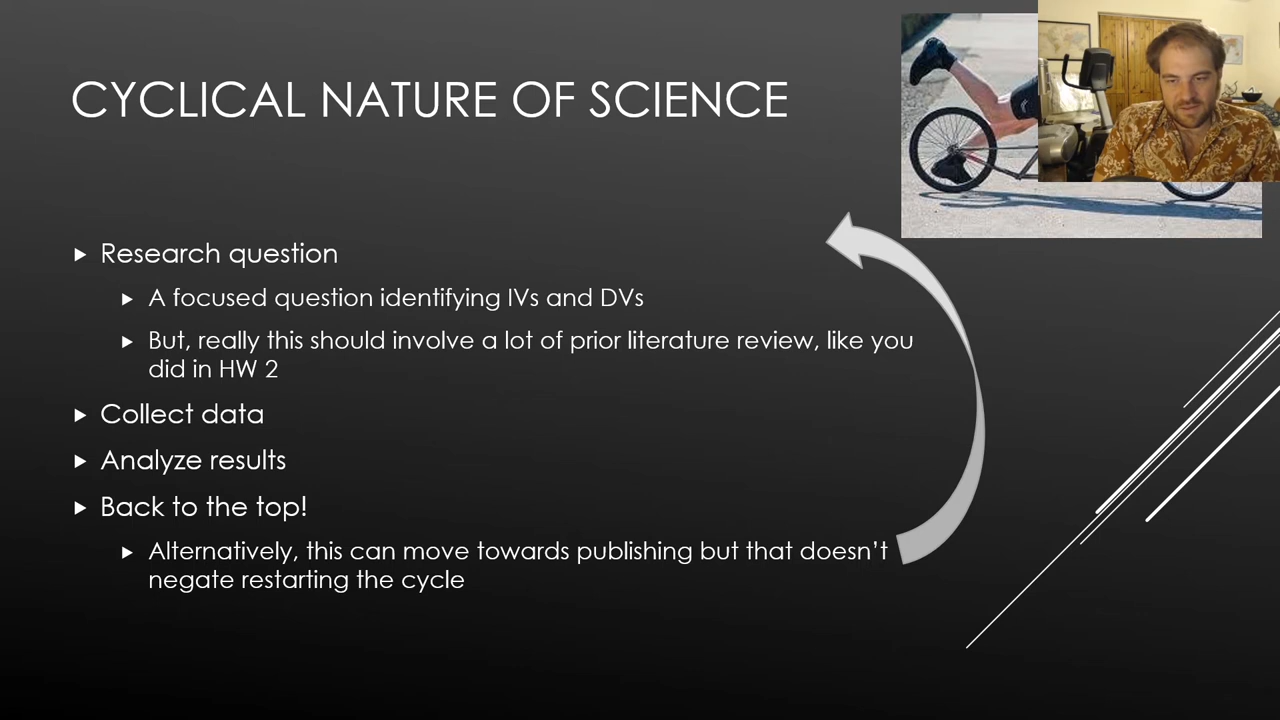 CYCLICAL NATURE OF SCIENCE
Research question
A focused question identifying IVs and DVs
But, really this should involve a lot of prior literature review, like you
did in HW 2
Collect data
Analyze results
Back to the top!
Alternatively, this can move towards publishing but that doesn't
negate restarting the cycle